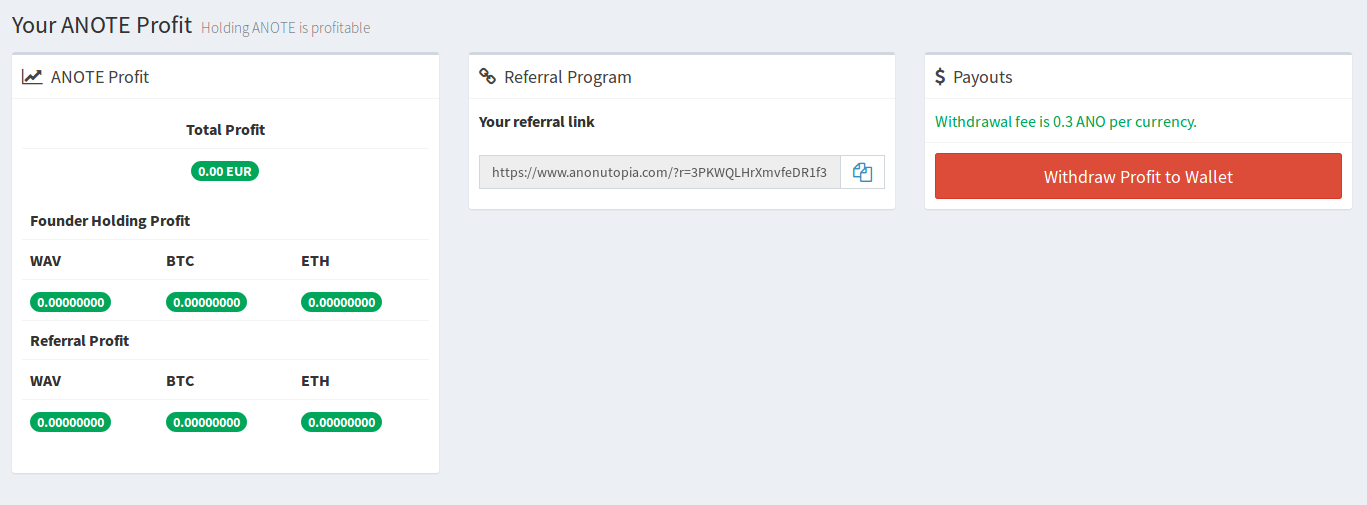 Your ANOTE Profit Holding ANOTE is profitable
ANOTE Profit
Total Profit
0.00 EUR
Founder Holding Profit
WAV BTC ETH
0.00000000 0.00000000 0.00000000
Referral Profit
WAV BTC ETH
0.00000000 0.00000000 0.00000000
Referral Program
Your referral link
https://www.anonutopia.com/?r=3PKWQLHrXmvfeDR1f3
$ Payouts
Withdrawal fee is 0.3 ANO per currency.
Withdraw Profit to Wallet